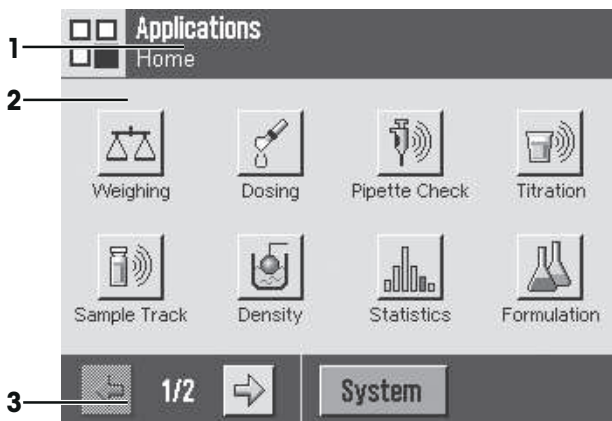 Applications
1
Home
2
Weighing
Dosing
Pipette Check
Titration
Sample Track
Density
Statistics
Formulation
3
1/2
System